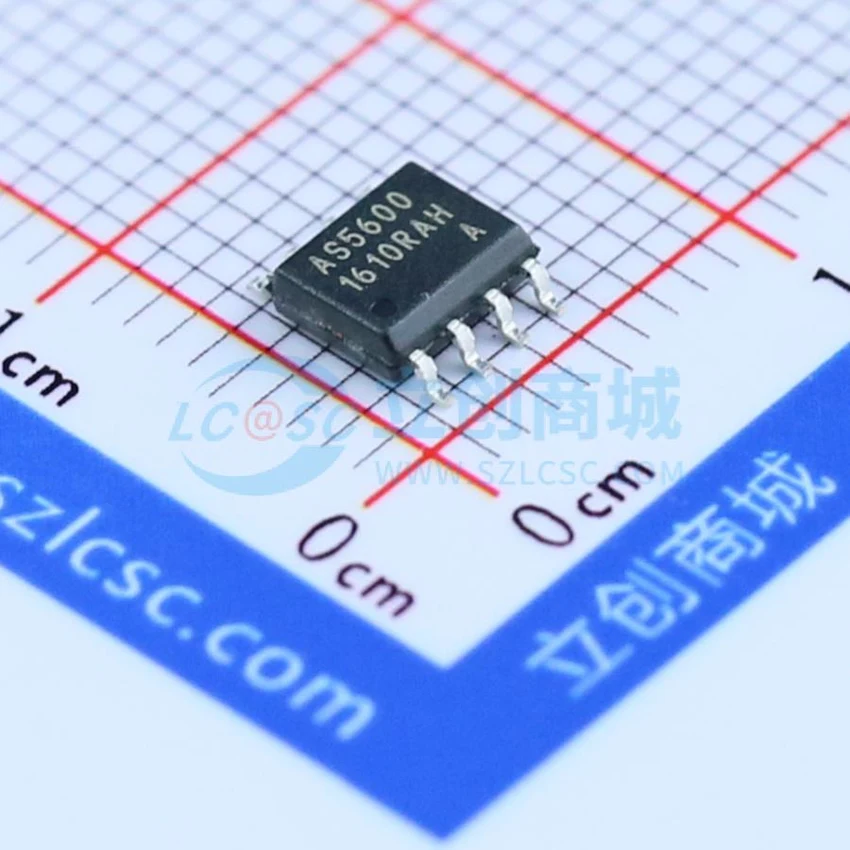 AS5600
1610RAH
A
1
1cm
LC@SC 立创商城
WWW.SZLCSC.COM
0cm
0cm
szlcsc.com
立创商城